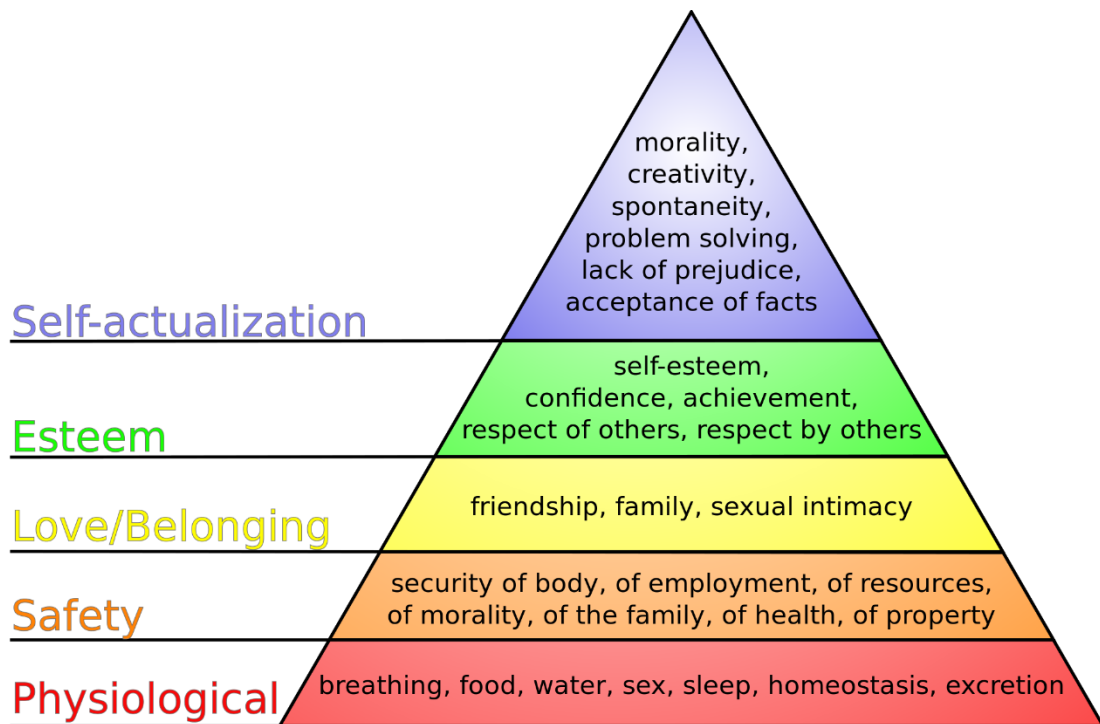 morality,
creativity,
spontaneity,
problem solving,
lack of prejudice,
acceptance of facts
Self-actualization
self-esteem,
confidence, achievement,
respect of others, respect by others
Esteem
friendship, family, sexual intimacy
Love/Belonging
security of body, of employment, of resources,
of morality, of the family, of health, of property
Safety
breathing, food, water, sex, sleep, homeostasis, excretion
Physiological